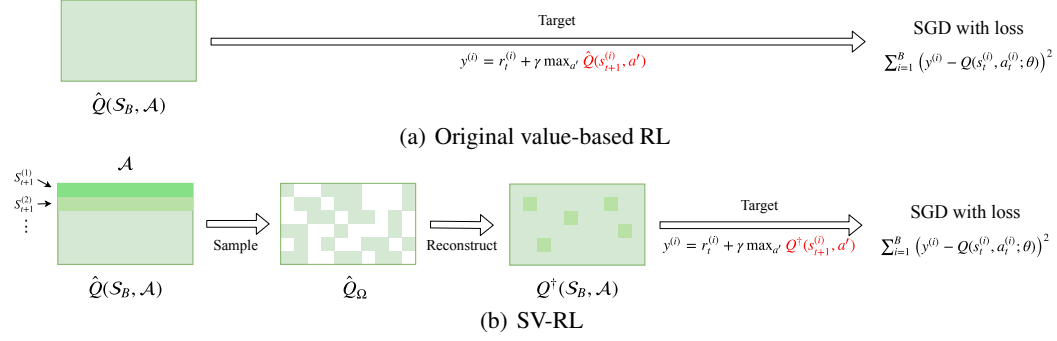 Target
SGD with loss
y^{(i)} = r_t^{(i)} + γ max_{a'} Q̂(s_{t+1}^{(i)}, a')
∑_{i=1}^{B} (y^{(i)} − Q(s_t^{(i)}, a_t^{(i)}; θ))^2
Q̂(S_B, A)
(a) Original value-based RL
A
S_{t+1}^{(1)}
S_{t+1}^{(2)}
⋮
Sample
Reconstruct
Target
SGD with loss
y^{(i)} = r_t^{(i)} + γ max_{a'} Q^†(s_{t+1}^{(i)}, a')
∑_{i=1}^{B} (y^{(i)} − Q(s_t^{(i)}, a_t^{(i)}; θ))^2
Q̂(S_B, A)
Q̂_Ω
Q^†(S_B, A)
(b) SV-RL